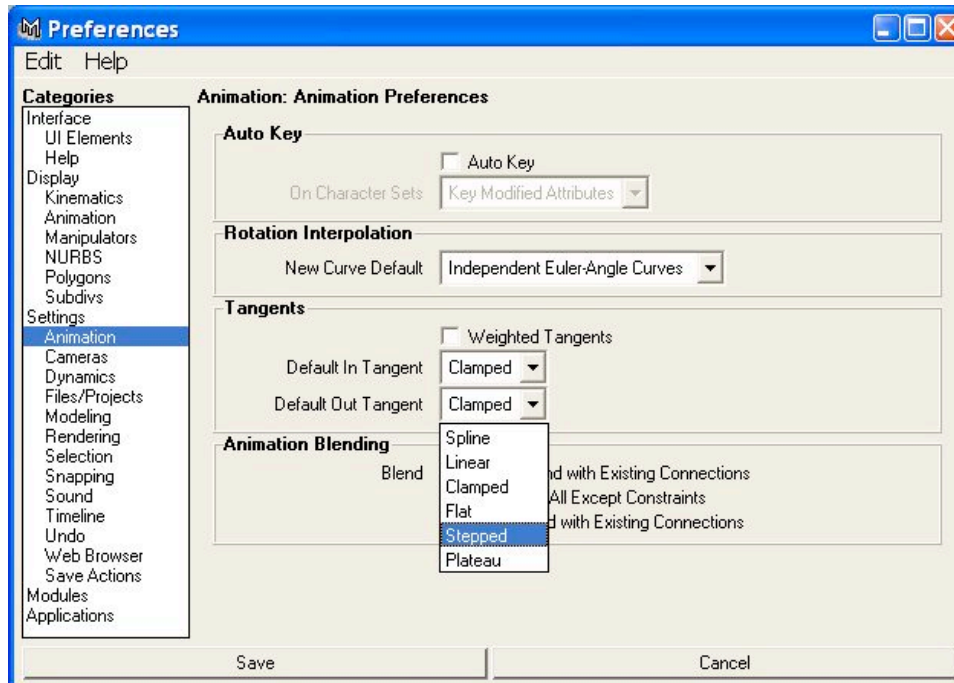 Preferences
Edit Help
Categories
Interface
UI Elements
Help
Display
Kinematics
Animation
Manipulators
NURBS
Polygons
Subdivs
Settings
Animation
Cameras
Dynamics
Files/Projects
Modeling
Rendering
Selection
Snapping
Sound
Timeline
Undo
Web Browser
Save Actions
Modules
Applications
Animation: Animation Preferences
Auto Key
Auto Key
On Character Sets Key Modified Attributes
Rotation Interpolation
New Curve Default Independent Euler-Angle Curves
Tangents
Weighted Tangents
Default In Tangent Clamped
Default Out Tangent Clamped
Spline
Linear
Clamped
Flat
Stepped
Plateau
Animation Blending
Blend with Existing Connections
All Except Constraints
with Existing Connections
Save Cancel